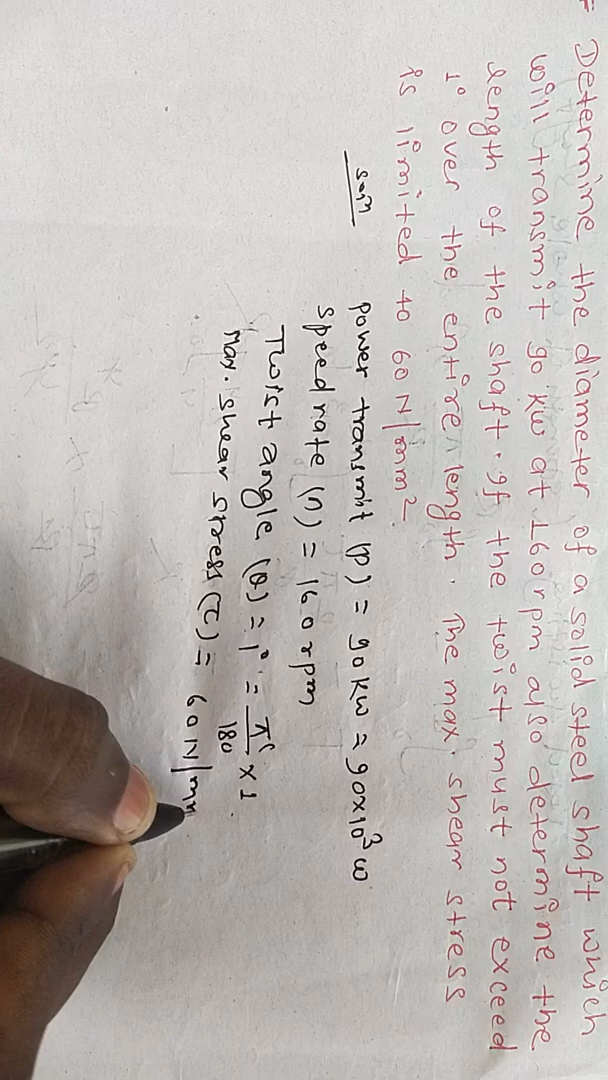 = Determine the diameter of a solid steel shaft which
will transmit 90 kw at 160 rpm also determine the
length of the shaft. If the twist must not exceed
1° over the entire length. The max. shear stress
is limited to 60 N/mm².
soln
power transmit (P) = 90 kw = 90×10³ w
speed rate (n) = 160 rpm
Twist angle (θ) = 1° = πᶜ/180 × 1
max. shear stress (τ) = 60 N/mm